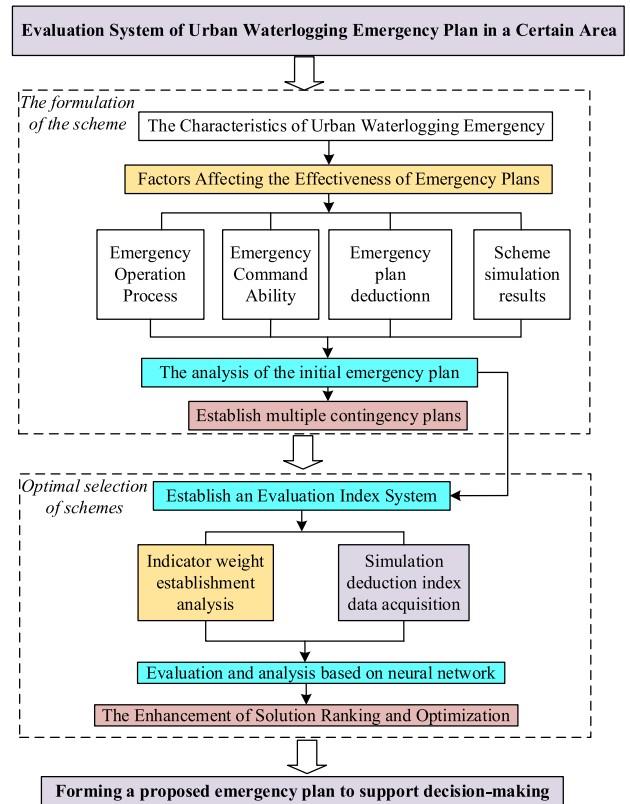 Evaluation System of Urban Waterlogging Emergency Plan in a Certain Area
The formulation
of the scheme
The Characteristics of Urban Waterlogging Emergency
Factors Affecting the Effectiveness of Emergency Plans
Emergency
Operation
Process
Emergency
Command
Ability
Emergency
plan
deductionn
Scheme
simulation
results
The analysis of the initial emergency plan
Establish multiple contingency plans
Optimal selection
of schemes
Establish an Evaluation Index System
Indicator weight
establishment
analysis
Simulation
deduction index
data acquisition
Evaluation and analysis based on neural network
The Enhancement of Solution Ranking and Optimization
Forming a proposed emergency plan to support decision-making